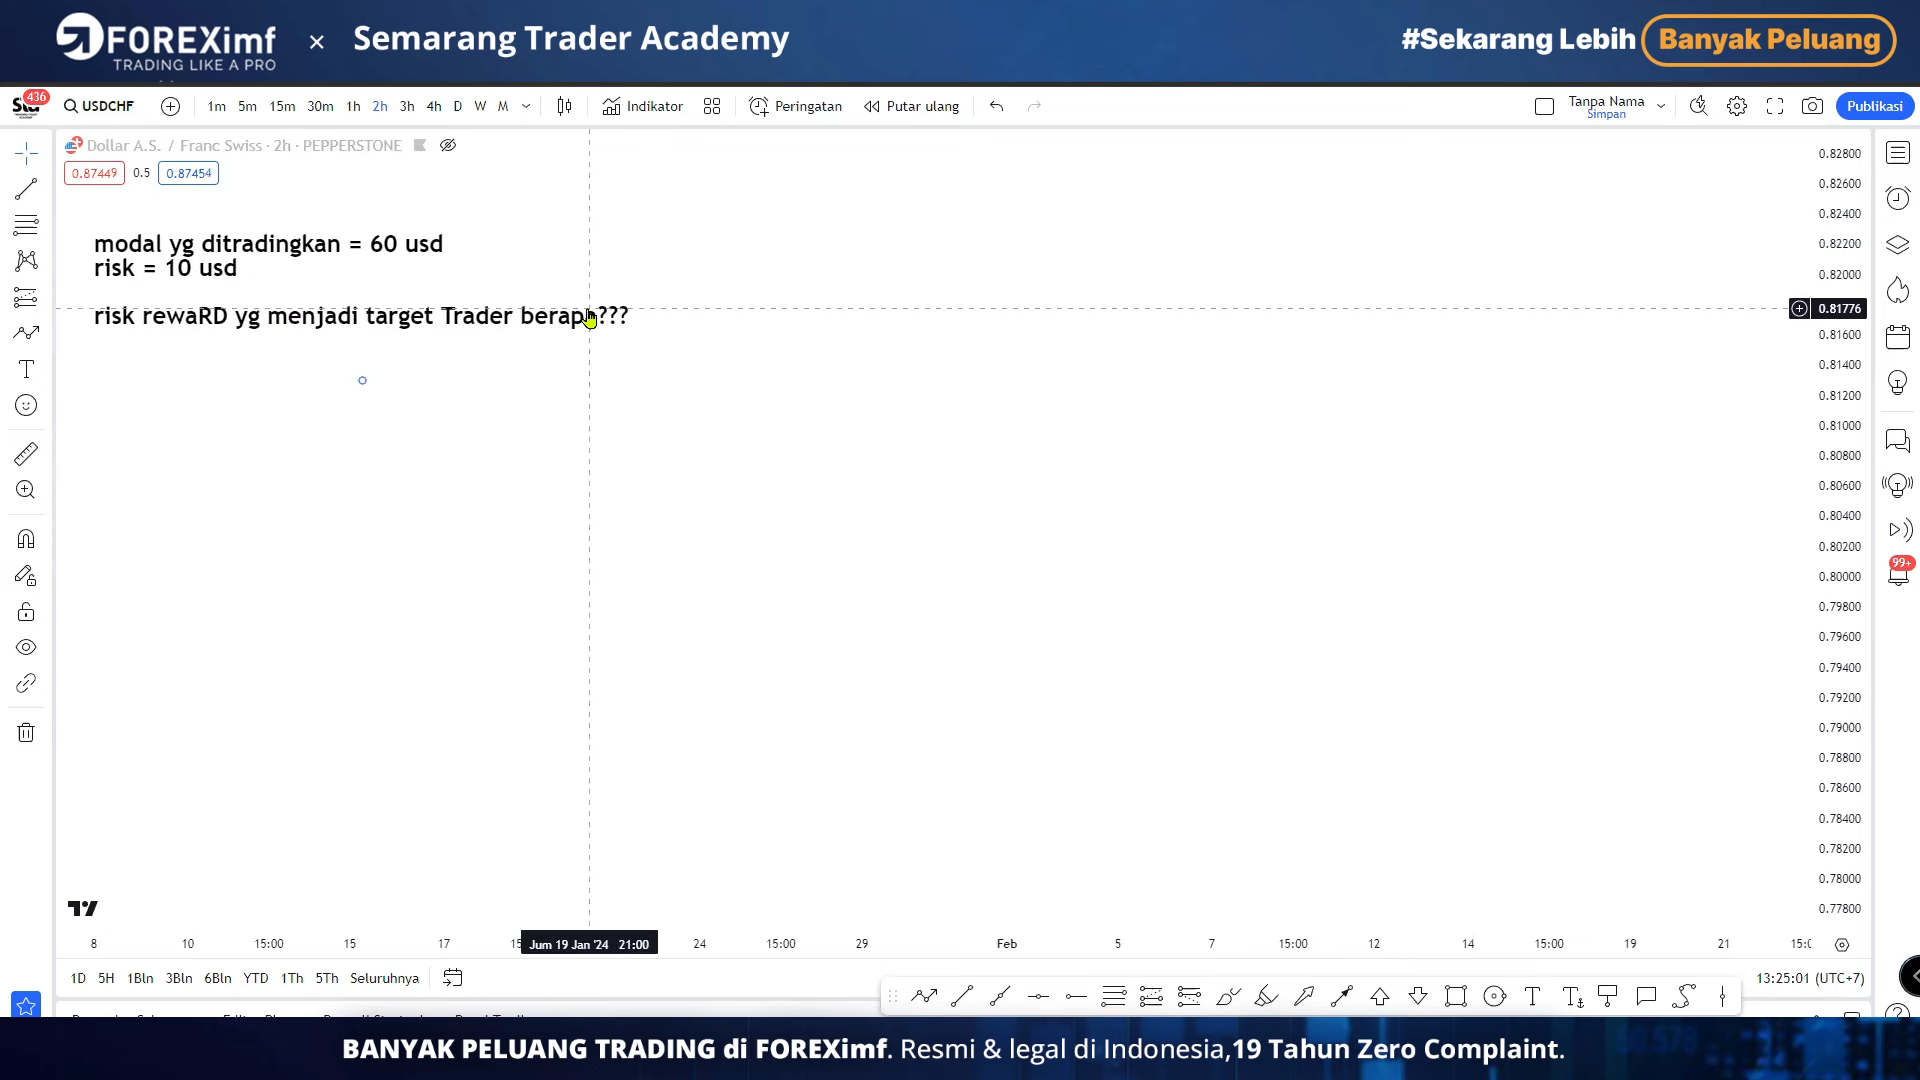 FOREXimf
TRADING LIKE A PRO
×
Semarang Trader Academy
#Sekarang Lebih Banyak Peluang
436
USDCHF
1m 5m 15m 30m 1h 2h 3h 4h D W M
Indikator
Peringatan
Putar ulang
Tanpa Nama
Simpan
Publikasi
Dollar A.S. / Franc Swiss · 2h · PEPPERSTONE
0.87449 0.5 0.87454
modal yg ditradingkan = 60 usd
risk = 10 usd
risk rewaRD yg menjadi target Trader berapa???
0.82800
0.82600
0.82400
0.82200
0.82000
0.81776
0.81600
0.81400
0.81200
0.81000
0.80800
0.80600
0.80400
0.80200
0.80000
0.79800
0.79600
0.79400
0.79200
0.79000
0.78800
0.78600
0.78400
0.78200
0.78000
0.77800
99+
8 10 15:00 15 17 Jum 19 Jan '24 21:00 24 15:00 29 Feb 5 7 15:00 12 14 15:00 19 21
1D 5H 1Bln 3Bln 6Bln YTD 1Th 5Th Seluruhnya
13:25:01 (UTC+7)
BANYAK PELUANG TRADING di FOREXimf. Resmi & legal di Indonesia,19 Tahun Zero Complaint.